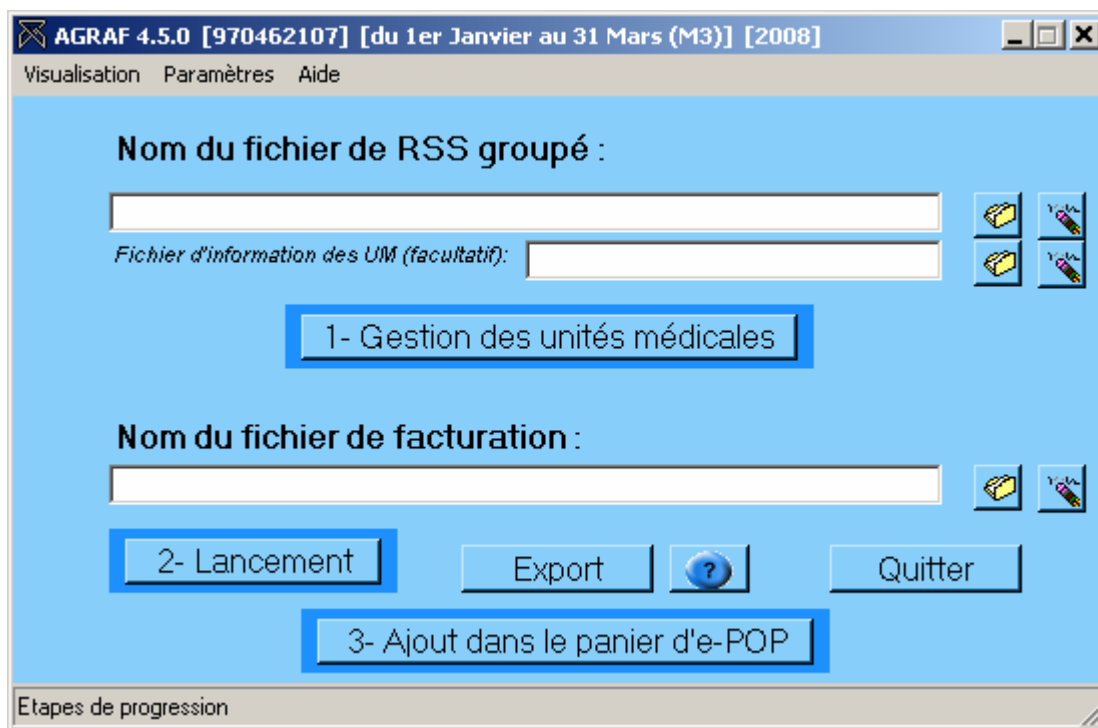 AGRAF 4.5.0 [970462107] [du 1er Janvier au 31 Mars (M3)] [2008]
Visualisation Paramètres Aide
Nom du fichier de RSS groupé :
Fichier d'information des UM (facultatif):
1- Gestion des unités médicales
Nom du fichier de facturation :
2- Lancement Export ? Quitter
3- Ajout dans le panier d'e-POP
Etapes de progression